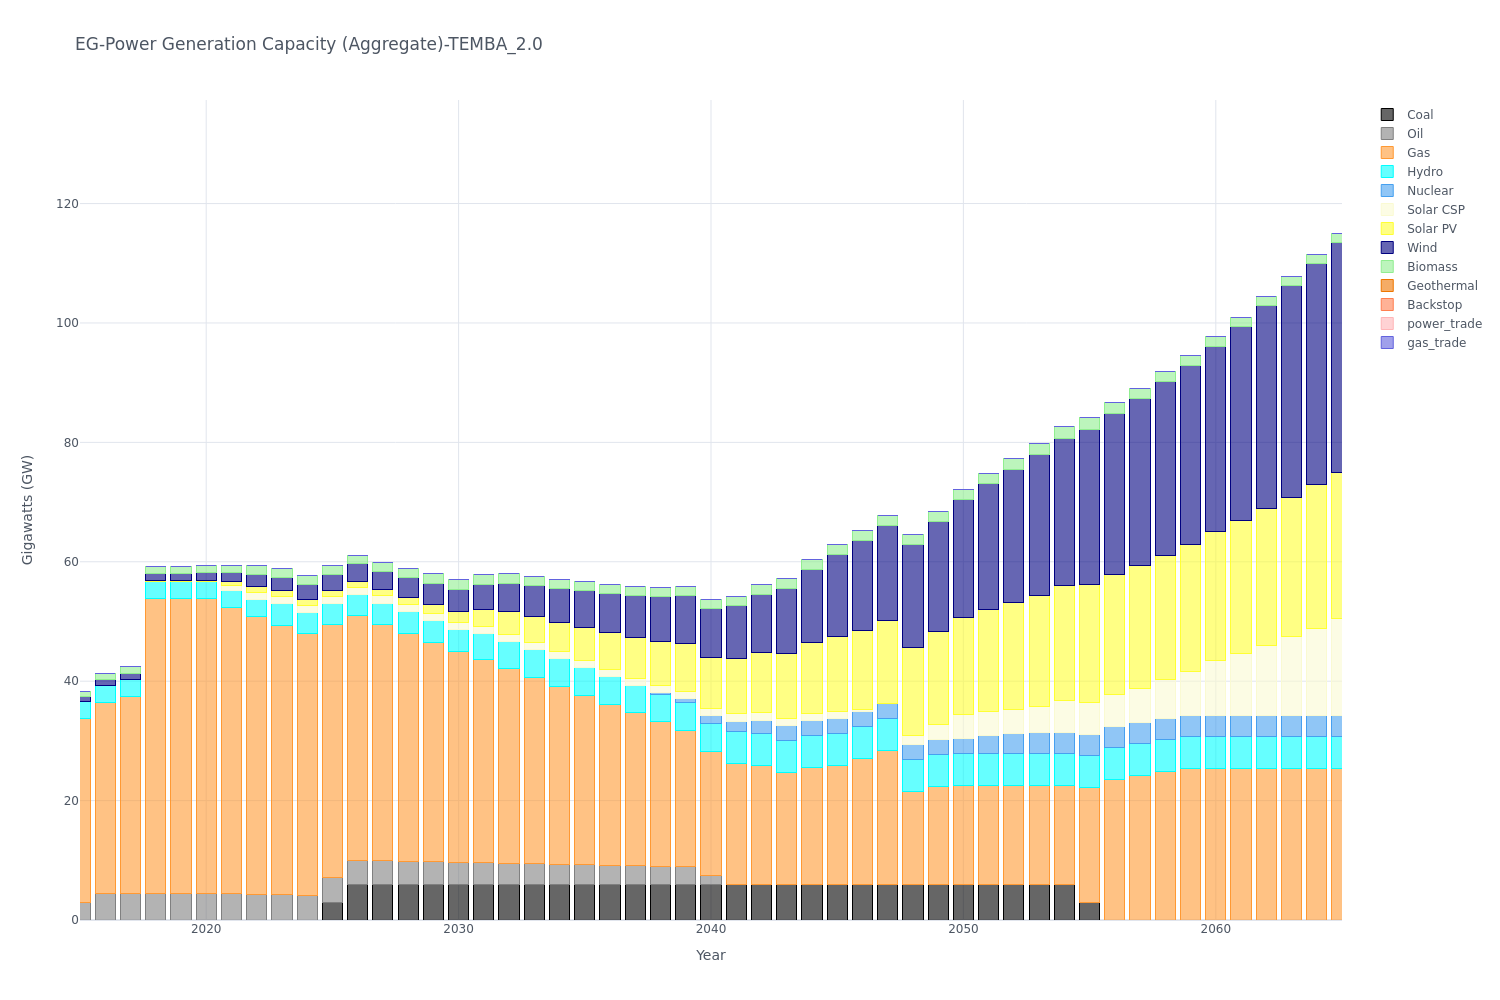 EG-Power Generation Capacity (Aggregate)-TEMBA_2.0
Coal
Oil
Gas
Hydro
Nuclear
Solar CSP
Solar PV
Wind
Biomass
Geothermal
Backstop
power_trade
gas_trade
120
100
80
60
40
20
0
Gigawatts (GW)
2020
2030
2040
2050
2060
Year